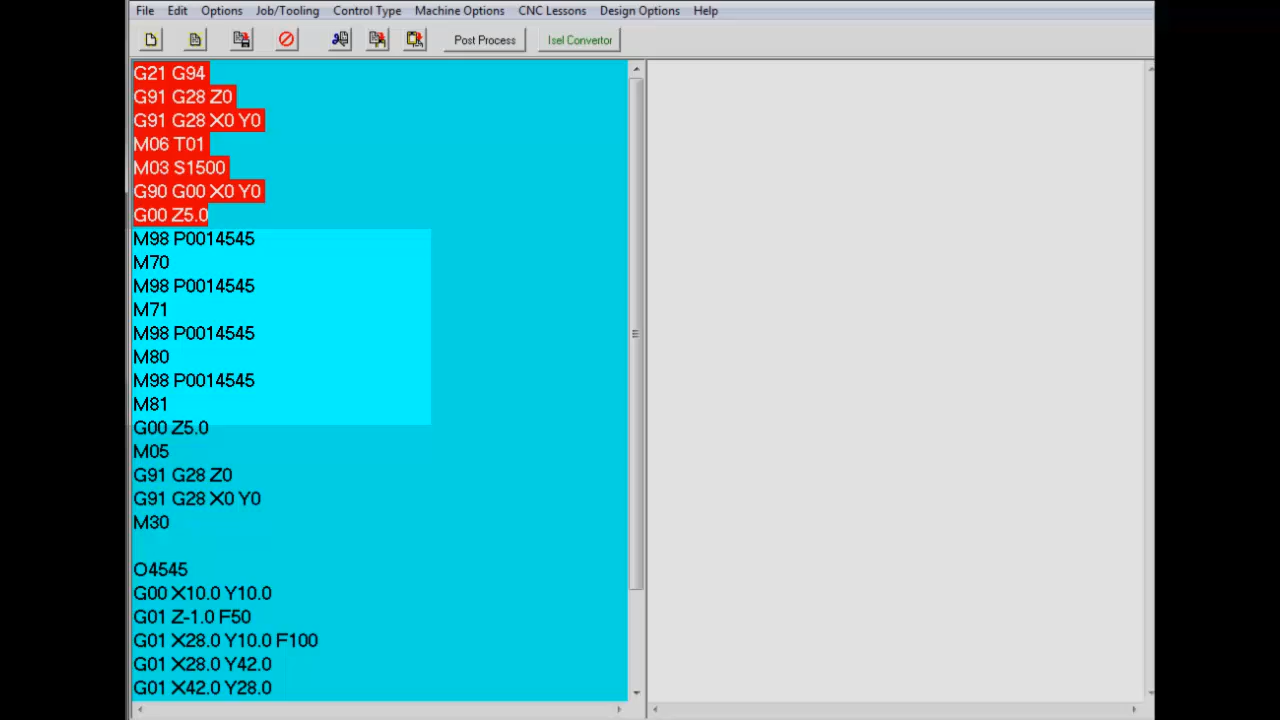 File Edit Options Job/Tooling Control Type Machine Options CNC Lessons Design Options Help
Post Process Isel Convertor
G21 G94
G91 G28 Z0
G91 G28 X0 Y0
M06 T01
M03 S1500
G90 G00 X0 Y0
G00 Z5.0
M98 P0014545
M70
M98 P0014545
M71
M98 P0014545
M80
M98 P0014545
M81
G00 Z5.0
M05
G91 G28 Z0
G91 G28 X0 Y0
M30
O4545
G00 X10.0 Y10.0
G01 Z-1.0 F50
G01 X28.0 Y10.0 F100
G01 X28.0 Y42.0
G01 X42.0 Y28.0